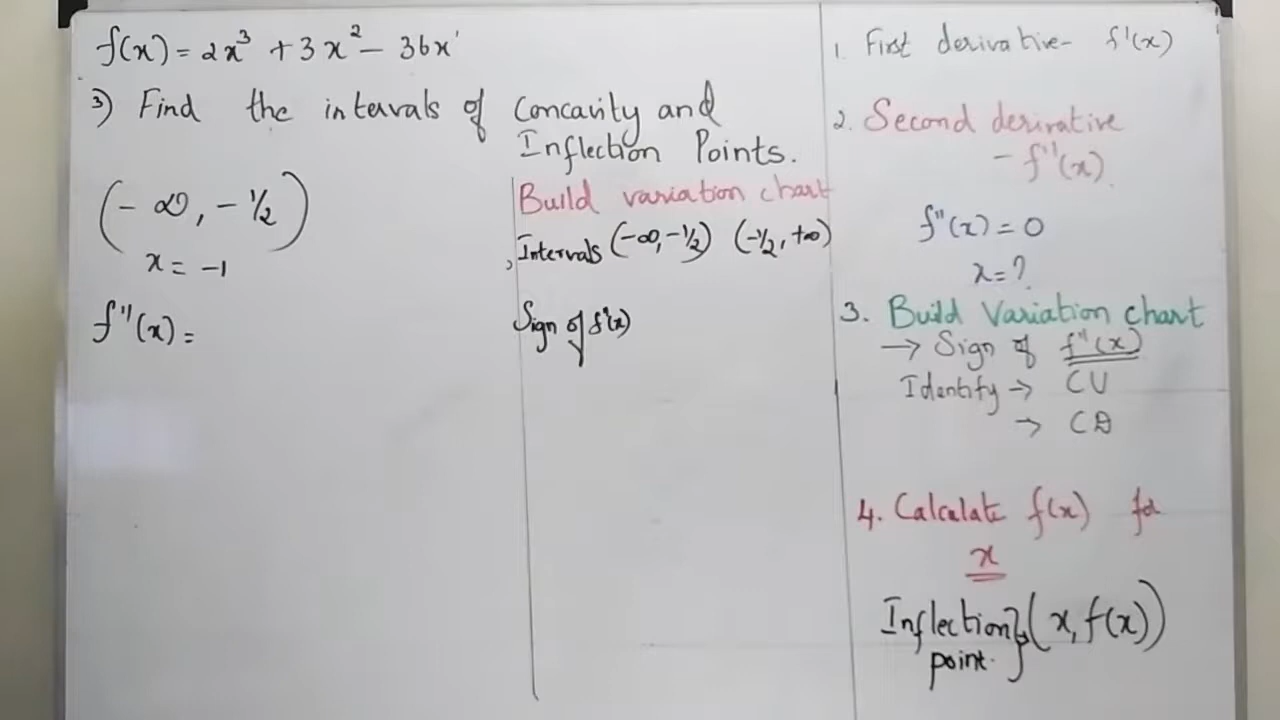 f(x) = 2x³ + 3x² - 36x
3) Find the intervals of Concavity and
Inflection Points.
(-∞, -1/2)
x = -1
f''(x) =
Build variation chart
Intervals (-∞, -1/2) (-1/2, +∞)
Sign of f''(x)
1. First derivative - f'(x)
2. Second derivative
- f''(x)
f''(x) = 0
x = ?
3. Build Variation chart
→ Sign of f''(x)
Identify → CU
→ CD
4. Calculate f(x) for
x
Inflection } (x, f(x))
point.